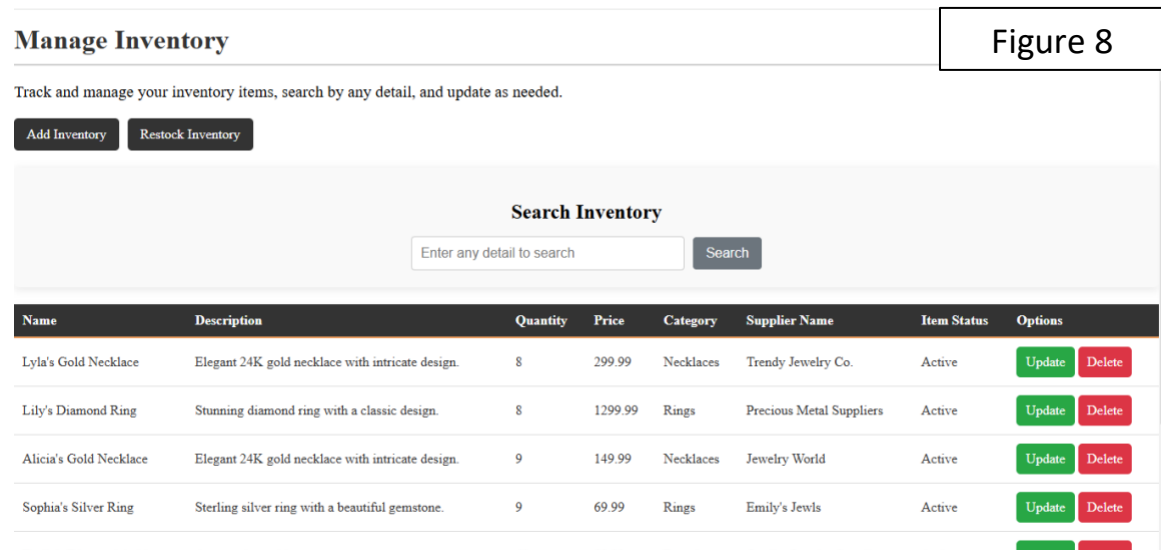 Manage Inventory
Figure 8
Track and manage your inventory items, search by any detail, and update as needed.
Add Inventory Restock Inventory
Search Inventory
Enter any detail to search Search
Name Description Quantity Price Category Supplier Name Item Status Options
Lyla's Gold Necklace Elegant 24K gold necklace with intricate design. 8 299.99 Necklaces Trendy Jewelry Co. Active Update Delete
Lily's Diamond Ring Stunning diamond ring with a classic design. 8 1299.99 Rings Precious Metal Suppliers Active Update Delete
Alicia's Gold Necklace Elegant 24K gold necklace with intricate design. 9 149.99 Necklaces Jewelry World Active Update Delete
Sophia's Silver Ring Sterling silver ring with a beautiful gemstone. 9 69.99 Rings Emily's Jewls Active Update Delete